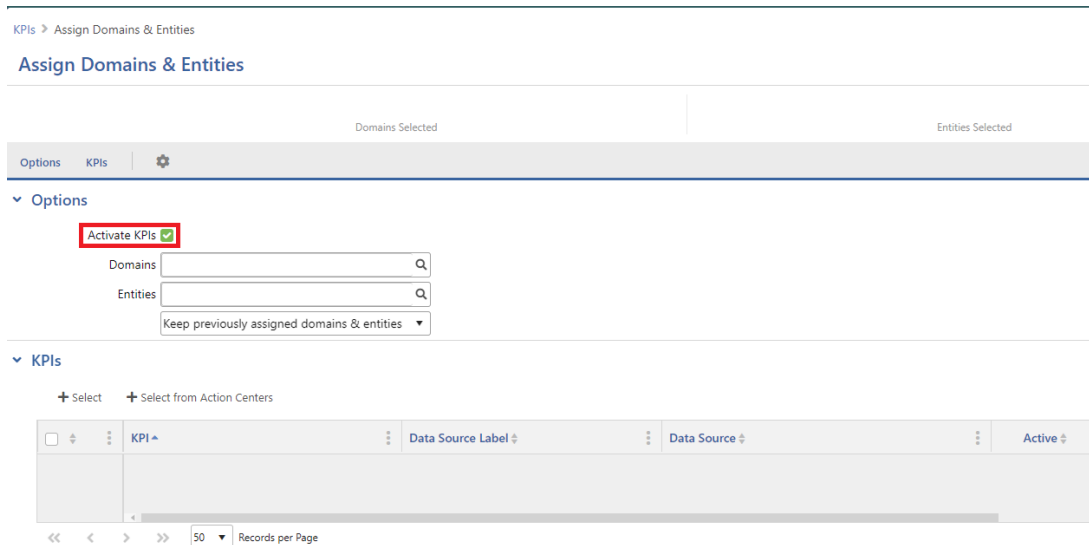 KPIs > Assign Domains & Entities
Assign Domains & Entities
Domains Selected Entities Selected
Options KPIs
Options
Activate KPIs
Domains
Entities
Keep previously assigned domains & entities
KPIs
+ Select + Select from Action Centers
KPI Data Source Label Data Source Active
50 Records per Page